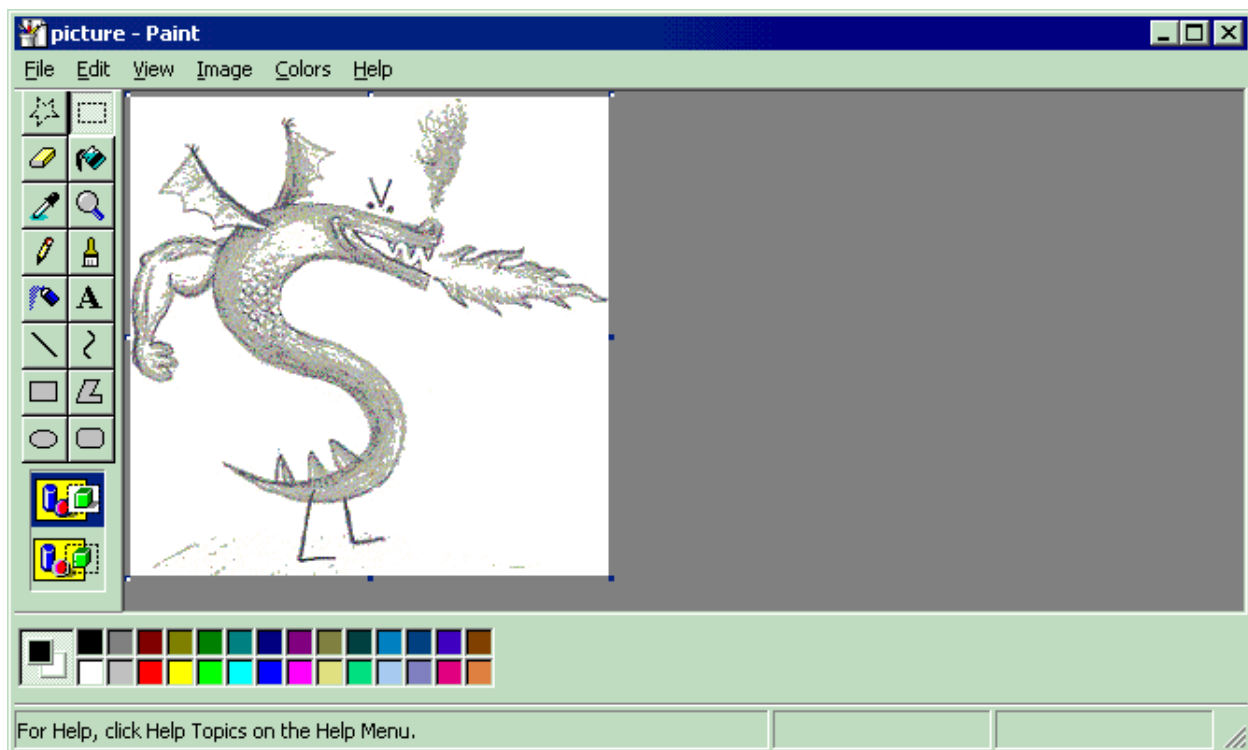 picture - Paint
File Edit View Image Colors Help
A
For Help, click Help Topics on the Help Menu.